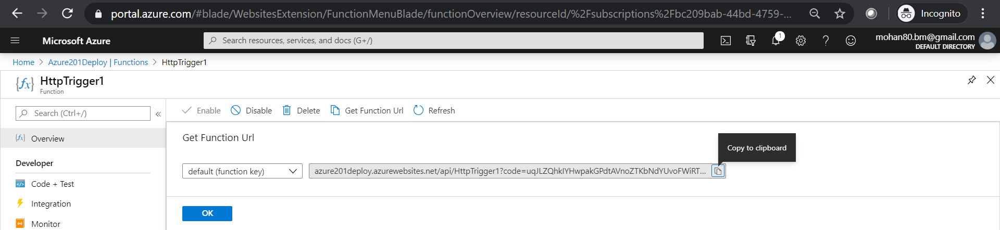 portal.azure.com/#blade/WebsitesExtension/FunctionMenuBlade/functionOverview/resourceId/%2Fsubscriptions%2Fbc209bab-44bd-4759-...
Incognito
Microsoft Azure
Search resources, services, and docs (G+/)
1
mohan80.bm@gmail.com
DEFAULT DIRECTORY
Home > Azure201Deploy | Functions > HttpTrigger1
HttpTrigger1
Function
Search (Ctrl+/)
«
Enable Disable Delete Get Function Url Refresh
Overview
Get Function Url
Copy to clipboard
Developer
default (function key)
azure201deploy.azurewebsites.net/api/HttpTrigger1?code=uqJLZQhkIYHwpakGPdtAVnoZTKbNdYUvoFWiRT...
Code + Test
Integration
OK
Monitor